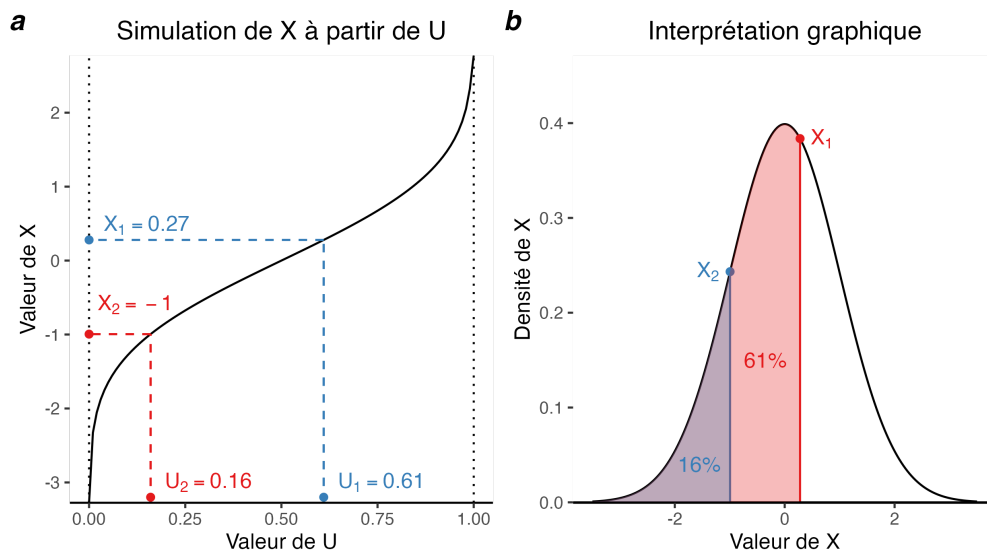 a
Simulation de X à partir de U
Valeur de X
2
1
0
-1
-2
-3
X1 = 0.27
X2 = −1
U2 = 0.16
U1 = 0.61
0.00
0.25
0.50
0.75
1.00
Valeur de U
b
Interprétation graphique
Densité de X
0.4
0.3
0.2
0.1
0.0
X1
X2
61%
16%
-2
0
2
Valeur de X